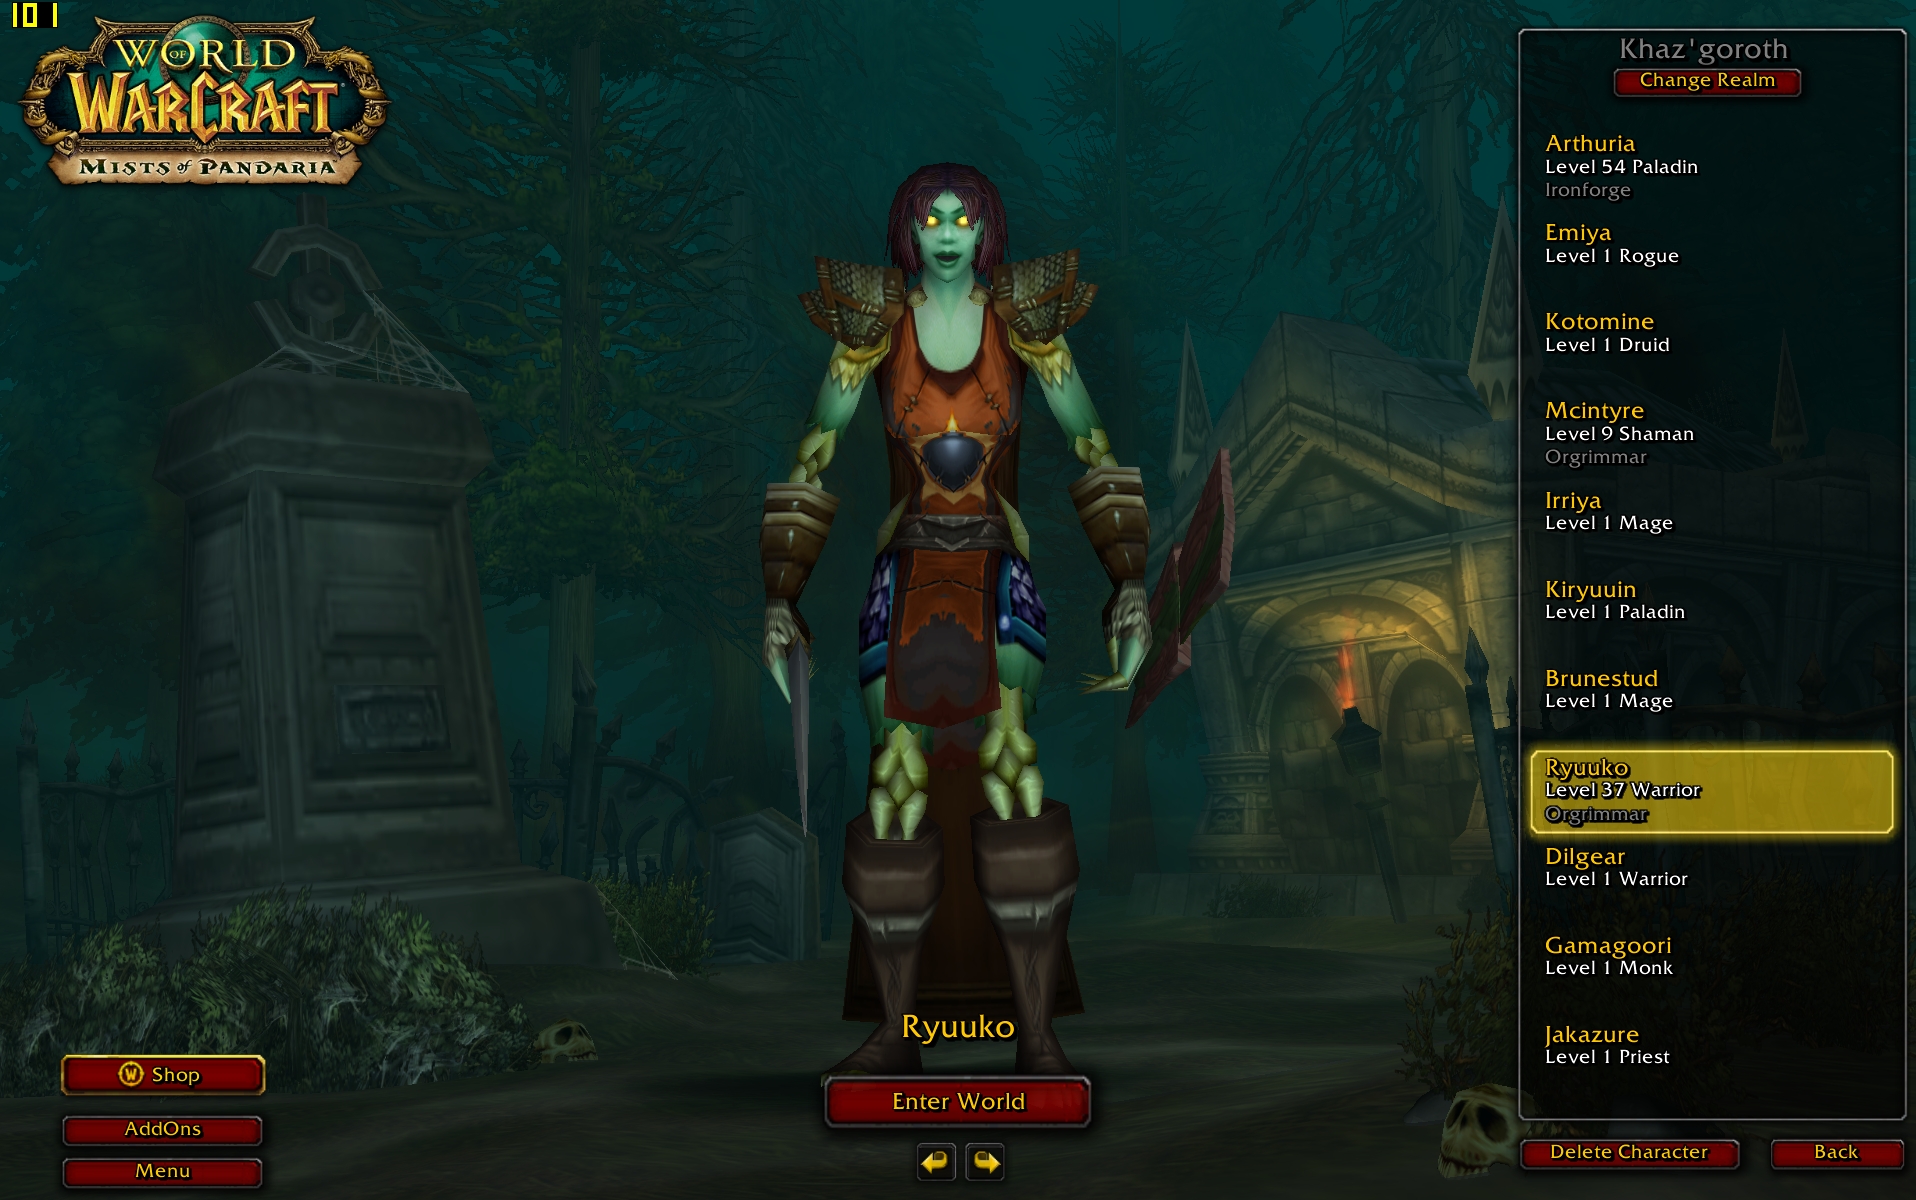 101
WORLD
OF
WARCRAFT
MISTS of PANDARIA
Khaz'goroth
Change Realm
Arthuria
Level 54 Paladin
Ironforge
Emiya
Level 1 Rogue
Kotomine
Level 1 Druid
Mcintyre
Level 9 Shaman
Orgrimmar
Irriya
Level 1 Mage
Kiryuuin
Level 1 Paladin
Brunestud
Level 1 Mage
Ryuuko
Level 37 Warrior
Orgrimmar
Dilgear
Level 1 Warrior
Gamagoori
Level 1 Monk
Jakazure
Level 1 Priest
Delete Character
Back
Ryuuko
Enter World
W Shop
AddOns
Menu